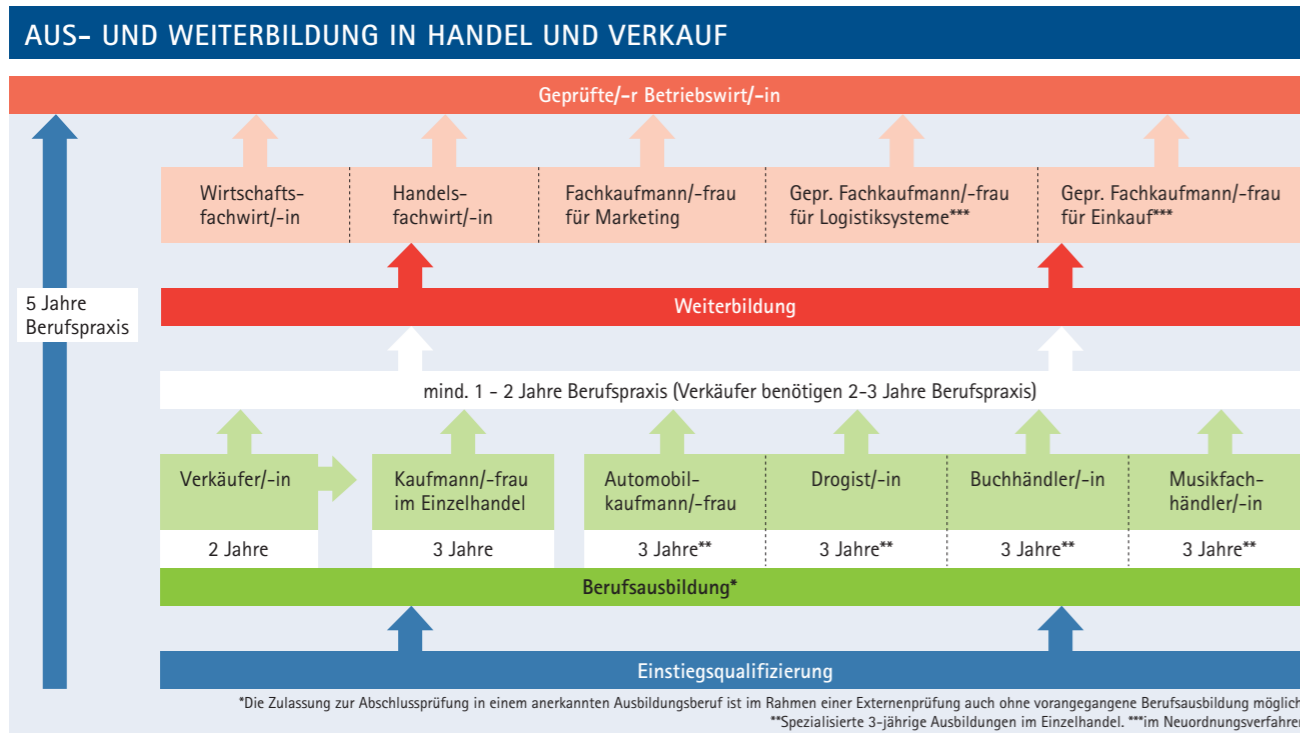 AUS- UND WEITERBILDUNG IN HANDEL UND VERKAUF
Geprüfte/-r Betriebswirt/-in
Wirtschafts-
fachwirt/-in
Handels-
fachwirt/-in
Fachkaufmann/-frau
für Marketing
Gepr. Fachkaufmann/-frau
für Logistiksysteme***
Gepr. Fachkaufmann/-frau
für Einkauf***
5 Jahre
Berufspraxis
Weiterbildung
mind. 1 - 2 Jahre Berufspraxis (Verkäufer benötigen 2-3 Jahre Berufspraxis)
Verkäufer/-in
Kaufmann/-frau
im Einzelhandel
Automobil-
kaufmann/-frau
Drogist/-in
Buchhändler/-in
Musikfach-
händler/-in
2 Jahre
3 Jahre
3 Jahre**
3 Jahre**
3 Jahre**
3 Jahre**
Berufsausbildung*
Einstiegsqualifizierung
*Die Zulassung zur Abschlussprüfung in einem anerkannten Ausbildungsberuf ist im Rahmen einer Externenprüfung auch ohne vorangegangene Berufsausbildung möglich
**Spezialisierte 3-jährige Ausbildungen im Einzelhandel. ***im Neuordnungsverfahren